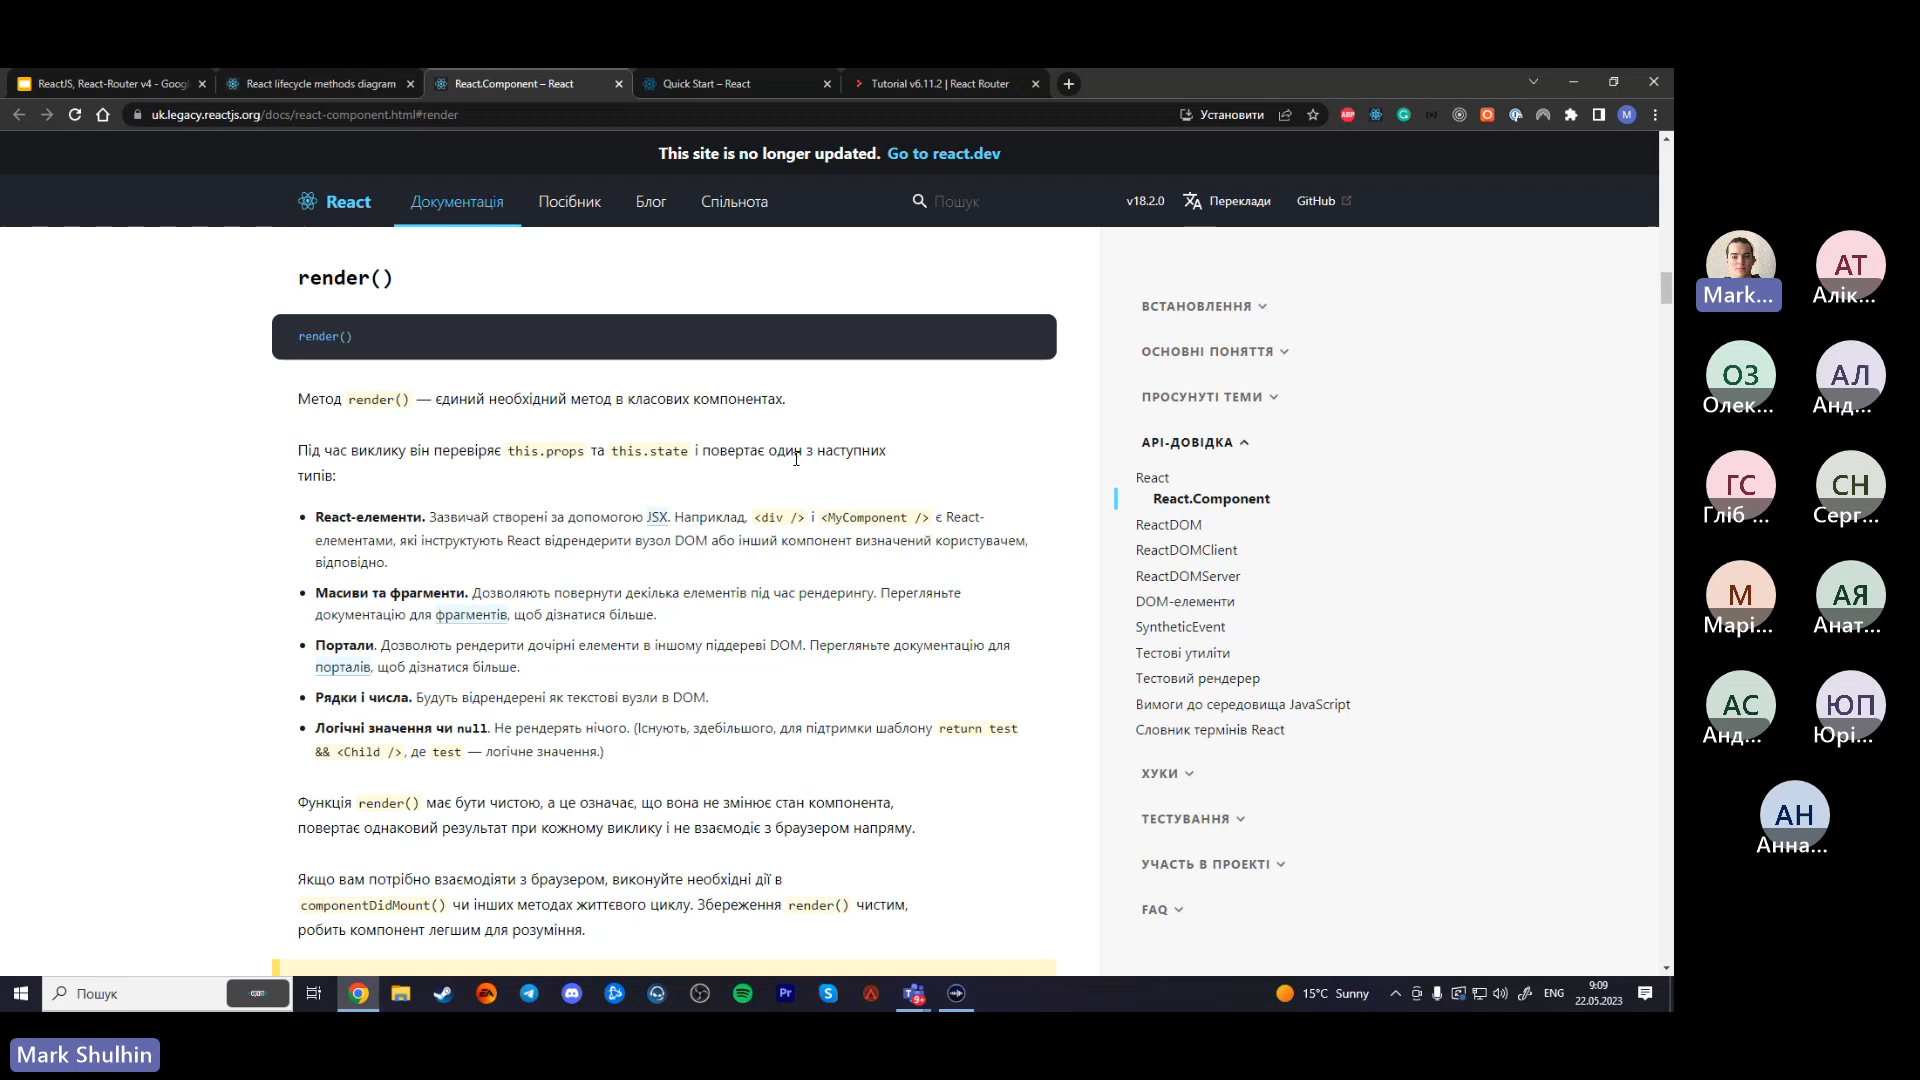 ReactJS, React-Router v4 - Googl
React lifecycle methods diagram
React.Component – React
Quick Start – React
Tutorial v6.11.2 | React Router
uk.legacy.reactjs.org/docs/react-component.html#render
Установити
ABP
M
This site is no longer updated. Go to react.dev
React
Документація
Посібник
Блог
Спільнота
Пошук
v18.2.0
Переклади
GitHub
render()
render()
Метод render() — єдиний необхідний метод в класових компонентах.
Під час виклику він перевіряє this.props та this.state і повертає один з наступних
типів:
React-елементи. Зазвичай створені за допомогою JSX. Наприклад, <div /> і <MyComponent /> є React-
елементами, які інструктують React відрендерити вузол DOM або інший компонент визначений користувачем,
відповідно.
Масиви та фрагменти. Дозволяють повернути декілька елементів під час рендерингу. Перегляньте
документацію для фрагментів, щоб дізнатися більше.
Портали. Дозволють рендерити дочірні елементи в іншому піддереві DOM. Перегляньте документацію для
порталів, щоб дізнатися більше.
Рядки і числа. Будуть відрендерені як текстові вузли в DOM.
Логічні значення чи null. Не рендерять нічого. (Існують, здебільшого, для підтримки шаблону return test
&& <Child />, де test — логічне значення.)
Функція render() має бути чистою, а це означає, що вона не змінює стан компонента,
повертає однаковий результат при кожному виклику і не взаємодіє з браузером напряму.
Якщо вам потрібно взаємодіяти з браузером, виконуйте необхідні дії в
componentDidMount() чи інших методах життєвого циклу. Збереження render() чистим,
робить компонент легшим для розуміння.
ВСТАНОВЛЕННЯ
ОСНОВНІ ПОНЯТТЯ
ПРОСУНУТІ ТЕМИ
API-ДОВІДКА
React
React.Component
ReactDOM
ReactDOMClient
ReactDOMServer
DOM-елементи
SyntheticEvent
Тестові утиліти
Тестовий рендерер
Вимоги до середовища JavaScript
Словник термінів React
ХУКИ
ТЕСТУВАННЯ
УЧАСТЬ В ПРОЕКТІ
FAQ
Mark...
АТ
Алік...
ОЗ
Олек...
АЛ
Анд...
ГС
Гліб ...
СН
Серг...
М
Марі...
АЯ
Анат...
АС
Анд...
ЮП
Юрі...
АН
Анна...
Пошук
EA
Pr
9+
15°C Sunny
ENG
9:09
22.05.2023
Mark Shulhin